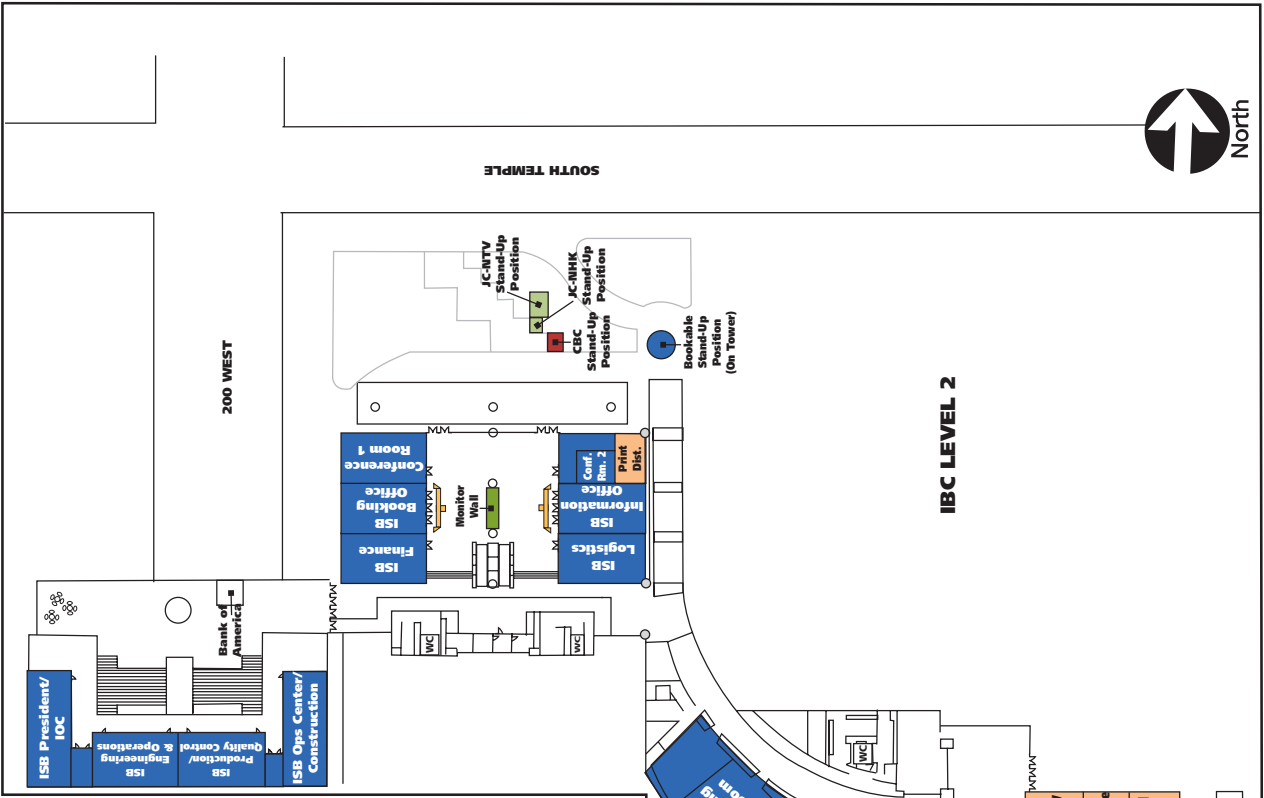 North
SOUTH TEMPLE
JC-NTV
Stand-Up
Position
JC-NHK
Stand-Up
Position
CBC
Stand-Up
Position
Bookable
Stand-Up
Position
(On Tower)
200 WEST
IBC LEVEL 2
Conference
Room 1
ISB
Booking
Office
ISB
Finance
Monitor
Wall
Conf.
Rm. 2
Print
Dist.
ISB
Information
Office
ISB
Logistics
Bank of
America
WC
WC
WC
ISB President/
IOC
ISB
Engineering
& Operations
ISB
Production/
Quality Control
ISB Ops Center/
Construction